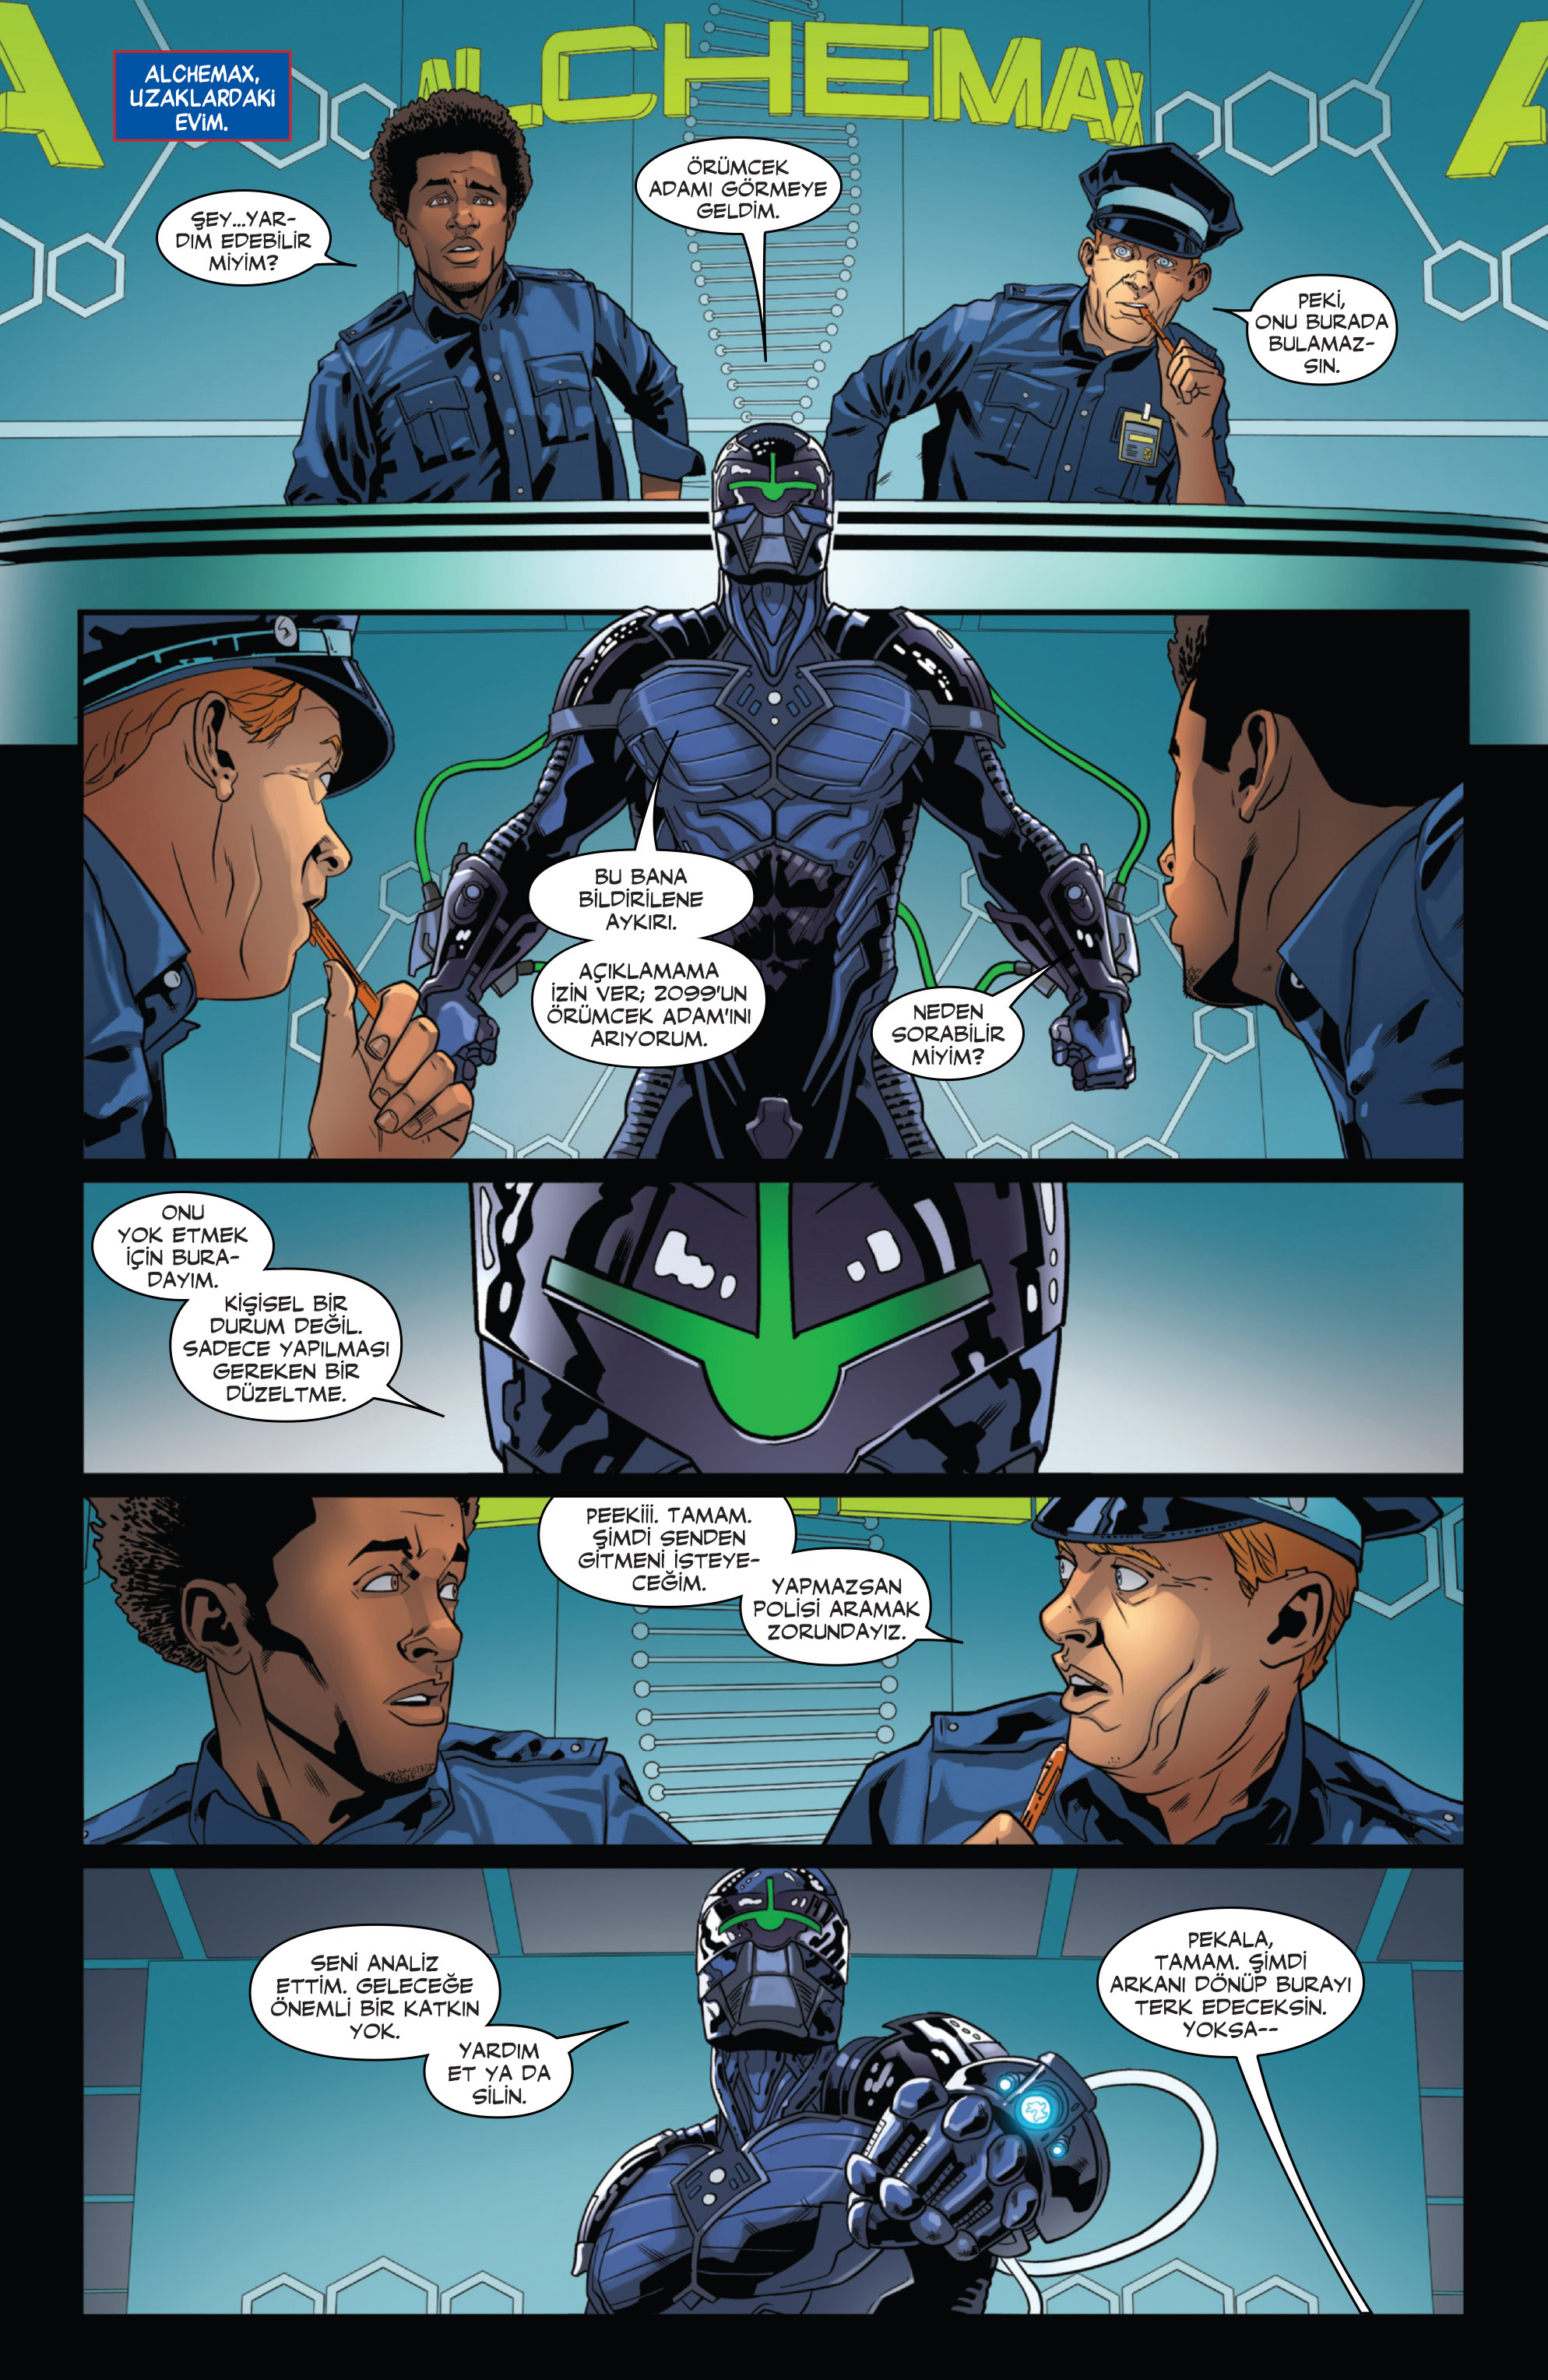 ALCHEMAX
ALCHEMAX,
UZAKLARDAKİ
EVİM.
ŞEY...YAR-
DIM EDEBİLİR
MİYİM?
ÖRÜMCEK
ADAMI GÖRMEYE
GELDİM.
PEKİ,
ONU BURADA
BULAMAZ-
SIN.
BU BANA
BİLDİRİLENE
AYKIRI.
AÇIKLAMAMA
İZİN VER; 2099'UN
ÖRÜMCEK ADAM'INI
ARIYORUM.
NEDEN
SORABİLİR
MİYİM?
ONU
YOK ETMEK
İÇİN BURA-
DAYIM.
KİŞİSEL BİR
DURUM DEĞİL.
SADECE YAPILMASI
GEREKEN BİR
DÜZELTME.
PEEKİİİ. TAMAM.
ŞİMDİ SENDEN
GİTMENİ İSTEYE-
CEĞİM.
YAPMAZSAN
POLİSİ ARAMAK
ZORUNDAYIZ.
SENİ ANALİZ
ETTİM. GELECEĞE
ÖNEMLİ BİR KATKIN
YOK.
YARDIM
ET YA DA
SİLİN.
PEKALA,
TAMAM. ŞİMDİ
ARKANI DÖNÜP BURAYI
TERK EDECEKSİN.
YOKSA--